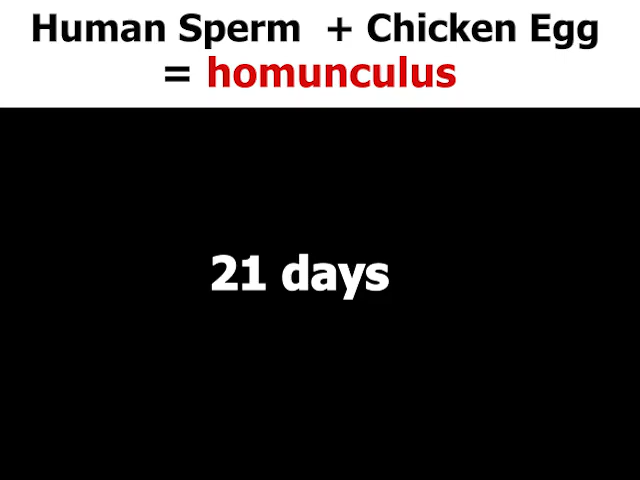 Human Sperm + Chicken Egg
= homunculus
21 days